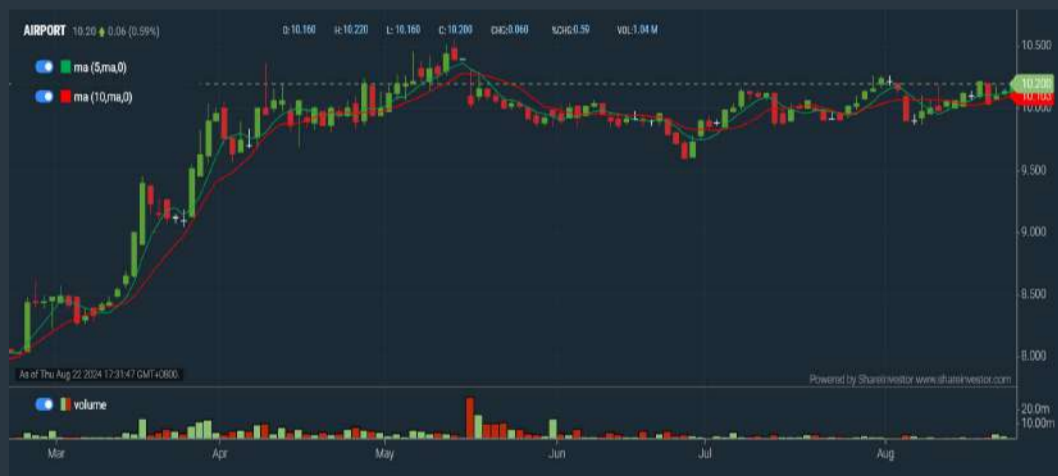 AIRPORT 10.20 0.06 (0.59%) O:10.160 H:10.220 L:10.160 C:10.200 CHG:0.060 %CHG:0.59 VOL:1.04 M
ma (5,ma,0)
ma (10,ma,0)
10.500
10.200
10.000
9.500
9.000
8.500
8.000
As of Thu Aug 22 2024 17:31:47 GMT+0800.
Powered by ShareInvestor www.shareinvestor.com
volume
20.0m
10.00m
Mar Apr May Jun Jul Aug